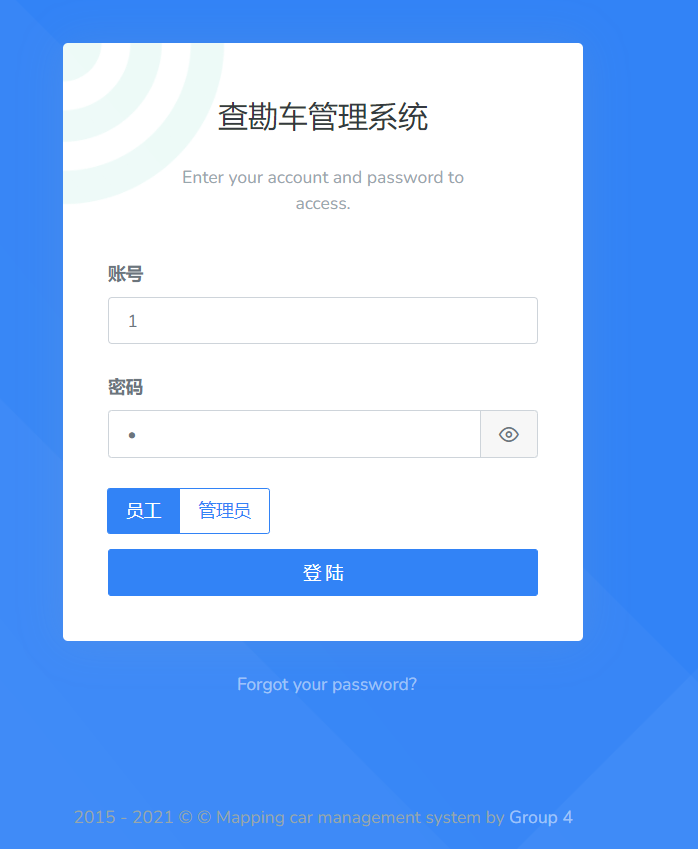 查勘车管理系统
Enter your account and password to
access.
账号
1
密码
员工 管理员
登陆
Forgot your password?
2015 - 2021 © © Mapping car management system by Group 4